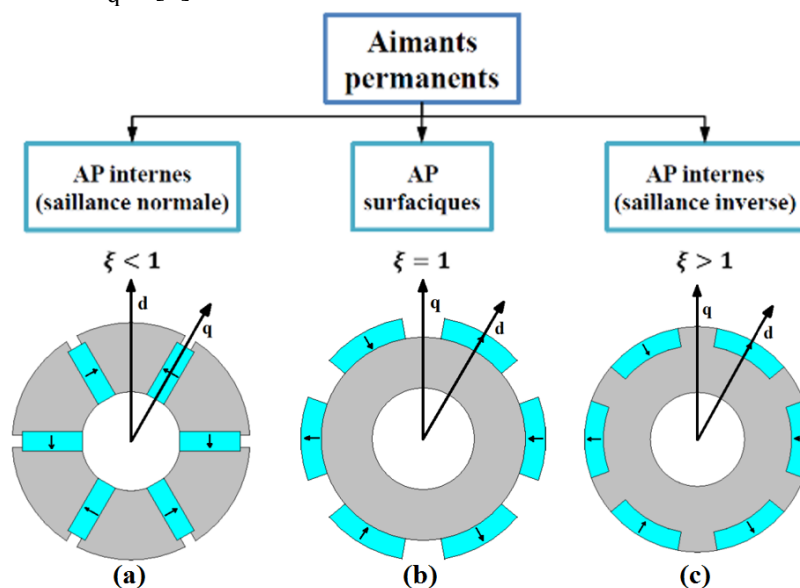 q
Aimants
permanents
AP internes
(saillance normale)
AP
surfaciques
AP internes
(saillance inverse)
ξ < 1
ξ = 1
ξ > 1
d
q
q
d
q
d
(a)
(b)
(c)